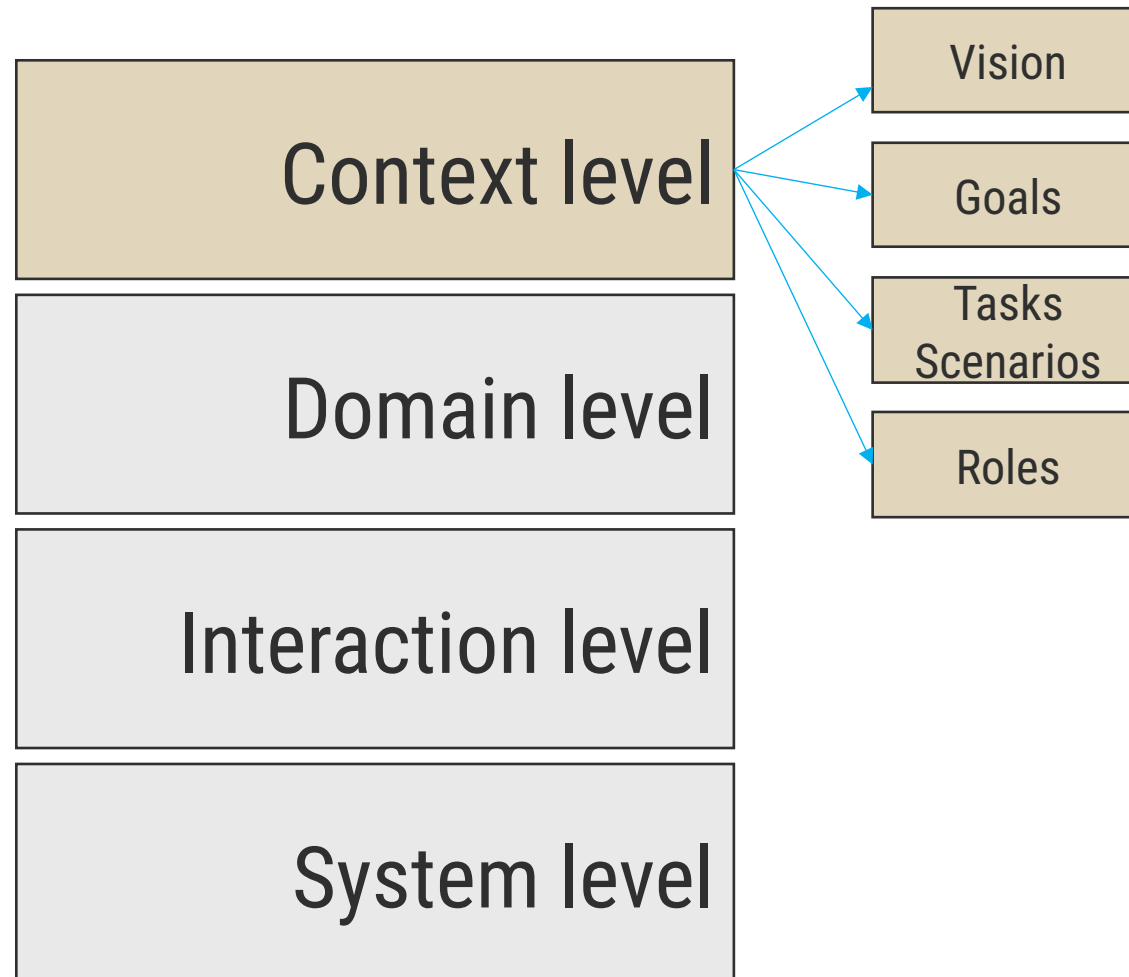 Context level
Domain level
Interaction level
System level
Vision
Goals
Tasks
Scenarios
Roles